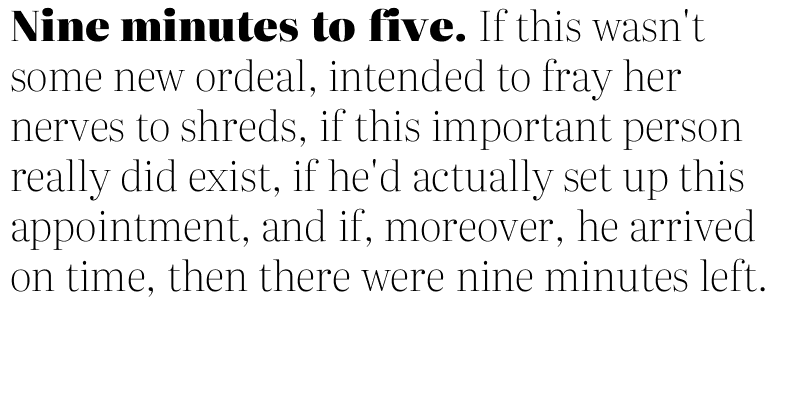 Nine minutes to five. If this wasn't
some new ordeal, intended to fray her
nerves to shreds, if this important person
really did exist, if he'd actually set up this
appointment, and if, moreover, he arrived
on time, then there were nine minutes left.